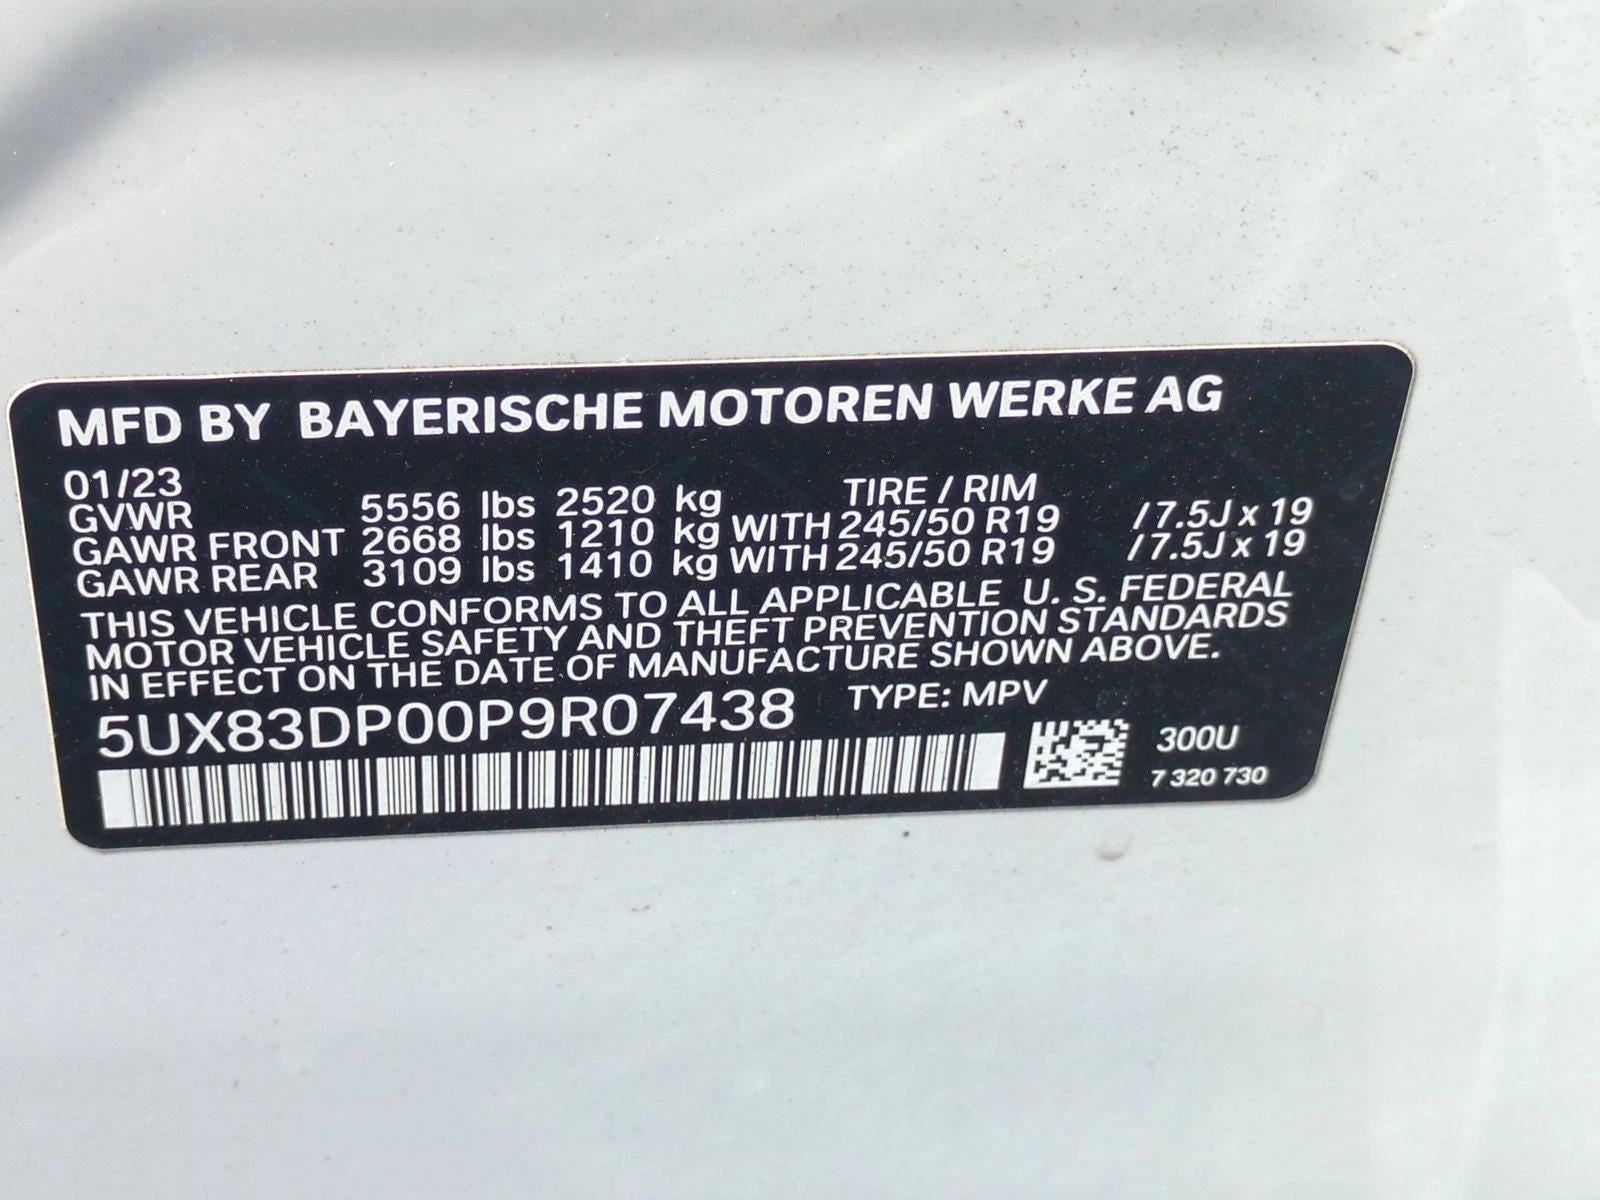 MFD BY BAYERISCHE MOTOREN WERKE AG
01/23 TIRE / RIM
GVWR 5556 lbs 2520 kg
GAWR FRONT 2668 lbs 1210 kg WITH 245/50 R19 / 7.5J x 19
GAWR REAR 3109 lbs 1410 kg WITH 245/50 R19 / 7.5J x 19
THIS VEHICLE CONFORMS TO ALL APPLICABLE U. S. FEDERAL
MOTOR VEHICLE SAFETY AND THEFT PREVENTION STANDARDS
IN EFFECT ON THE DATE OF MANUFACTURE SHOWN ABOVE.
5UX83DP00P9R07438 TYPE: MPV
300U
7 320 730